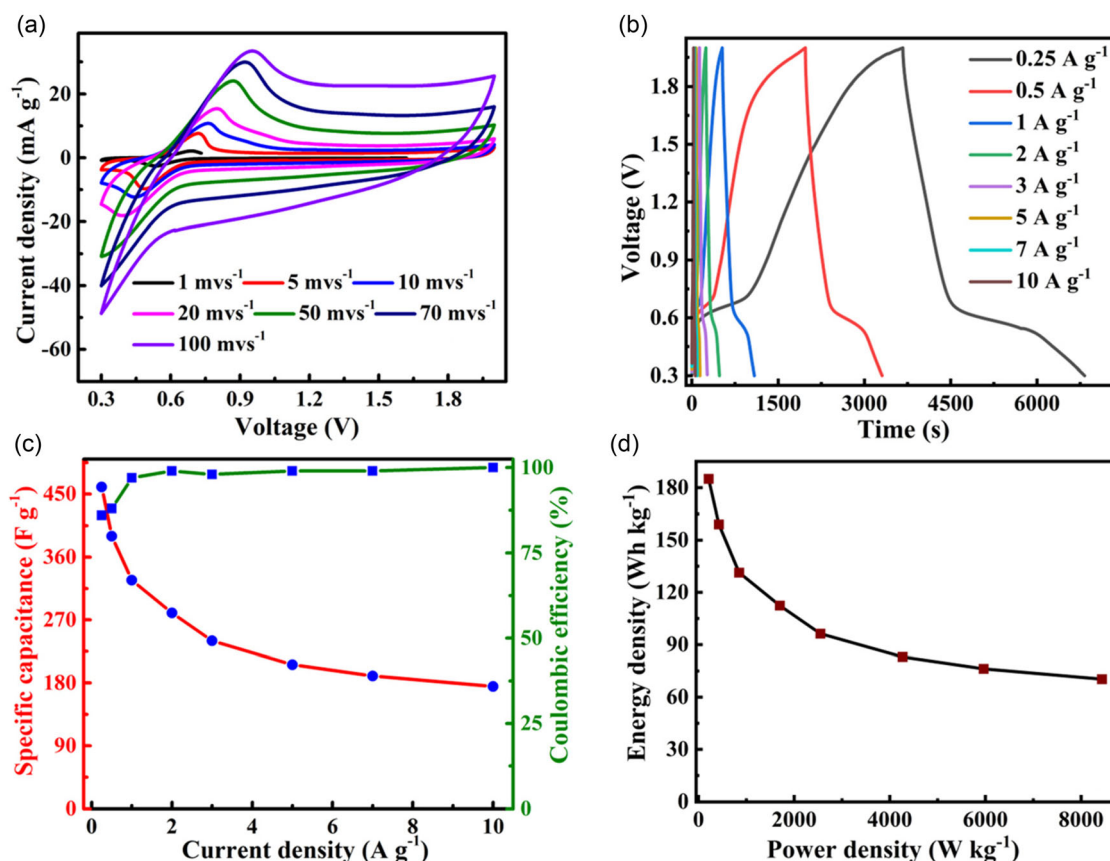 (a)
Current density (mA g⁻¹)
20
0
-20
-40
-60
1 mvs⁻¹ 5 mvs⁻¹ 10 mvs⁻¹
20 mvs⁻¹ 50 mvs⁻¹ 70 mvs⁻¹
100 mvs⁻¹
0.3 0.6 0.9 1.2 1.5 1.8
Voltage (V)
(b)
Voltage (V)
1.8
1.5
1.2
0.9
0.6
0.3
0.25 A g⁻¹
0.5 A g⁻¹
1 A g⁻¹
2 A g⁻¹
3 A g⁻¹
5 A g⁻¹
7 A g⁻¹
10 A g⁻¹
0 1500 3000 4500 6000
Time (s)
(c)
Specific capacitance (F g⁻¹)
450
360
270
180
90
0
100
75
50
25
0
Coulombic efficiency (%)
0 2 4 6 8 10
Current density (A g⁻¹)
(d)
Energy density (Wh kg⁻¹)
180
150
120
90
60
30
0
0 2000 4000 6000 8000
Power density (W kg⁻¹)